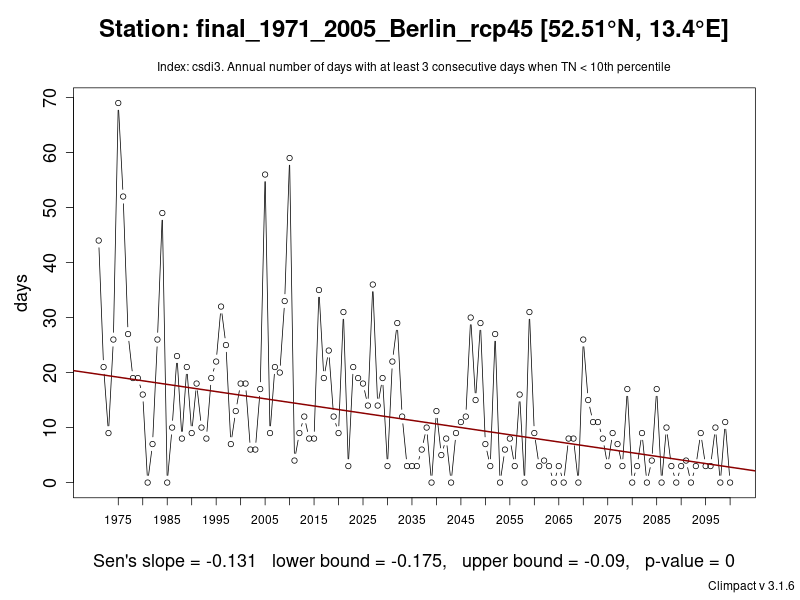 Station: final_1971_2005_Berlin_rcp45 [52.51°N, 13.4°E]
Index: csdi3. Annual number of days with at least 3 consecutive days when TN < 10th percentile
70
60
50
40
30
20
10
0
days
1975 1985 1995 2005 2015 2025 2035 2045 2055 2065 2075 2085 2095
Sen's slope = -0.131 lower bound = -0.175, upper bound = -0.09, p-value = 0
Climpact v 3.1.6